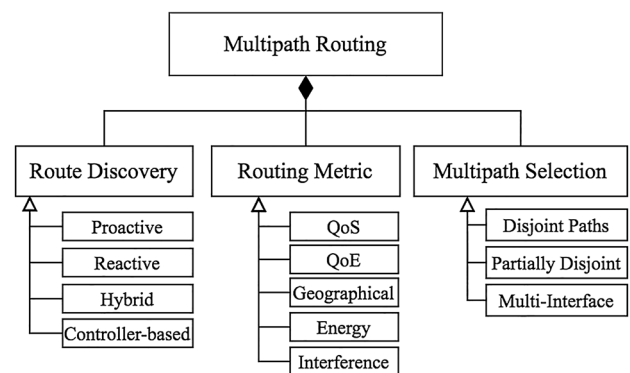 Multipath Routing
Route Discovery
Routing Metric
Multipath Selection
Proactive
Reactive
Hybrid
Controller-based
QoS
QoE
Geographical
Energy
Interference
Disjoint Paths
Partially Disjoint
Multi-Interface